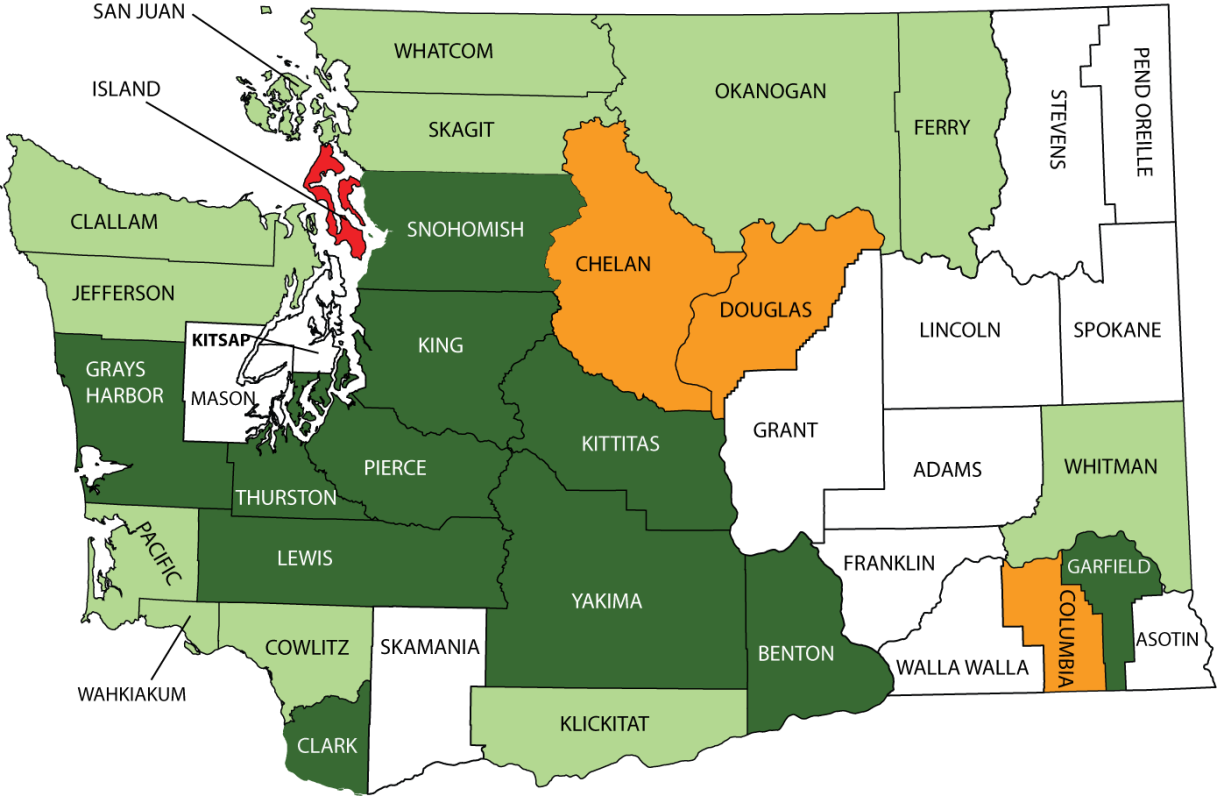 SAN JUAN
WHATCOM
ISLAND
OKANOGAN
STEVENS
PEND OREILLE
SKAGIT
FERRY
CLALLAM
SNOHOMISH
CHELAN
JEFFERSON
DOUGLAS
LINCOLN
SPOKANE
KITSAP
KING
GRAYS
HARBOR
MASON
GRANT
KITTITAS
PIERCE
ADAMS
WHITMAN
THURSTON
PACIFIC
LEWIS
FRANKLIN
GARFIELD
YAKIMA
COLUMBIA
ASOTIN
COWLITZ
SKAMANIA
BENTON
WALLA WALLA
WAHKIAKUM
KLICKITAT
CLARK